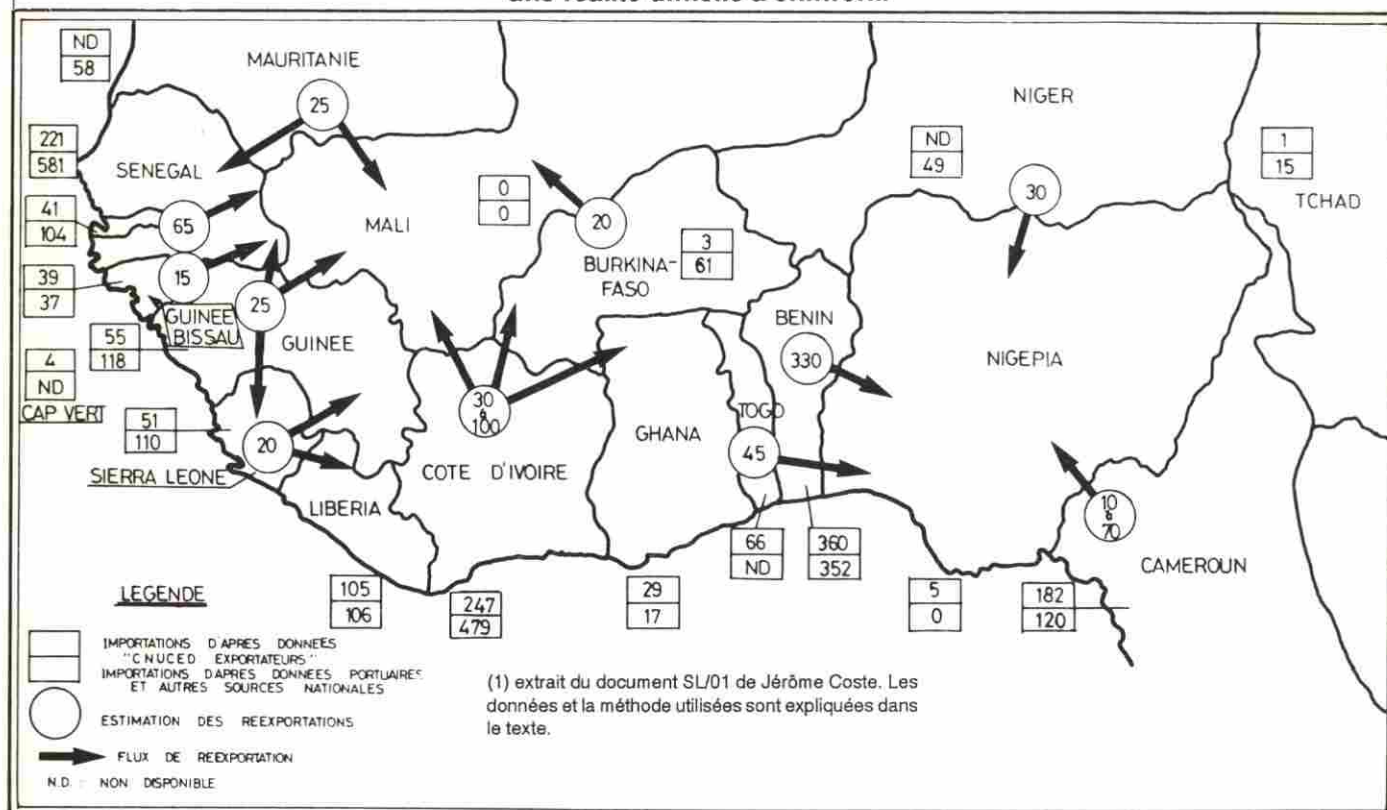 ND
58
MAURITANIE
25
NIGER
221
581
SENEGAL
ND
49
1
15
TCHAD
41
104
65
MALI
0
0
20
30
3
61
BURKINA-
FASO
39
37
15
25
GUINEE
BISSAU
GUINEE
BENIN
330
NIGEPIA
55
118
4
ND
CAP VERT
51
110
20
SIERRA LEONE
LIBERIA
30
à
100
COTE D'IVOIRE
GHANA
TOGO
45
10
à
70
CAMEROUN
66
ND
360
352
105
106
247
479
29
17
5
0
182
120
LEGENDE
IMPORTATIONS D'APRES DONNÉES
"CNUCED EXPORTATEURS"
IMPORTATIONS D'APRES DONNÉES PORTUAIRES
ET AUTRES SOURCES NATIONALES
ESTIMATION DES REEXPORTATIONS
FLUX DE REEXPORTATION
N.D. : NON DISPONIBLE
(1) extrait du document SL/01 de Jérôme Coste. Les
données et la méthode utilisées sont expliquées dans
le texte.